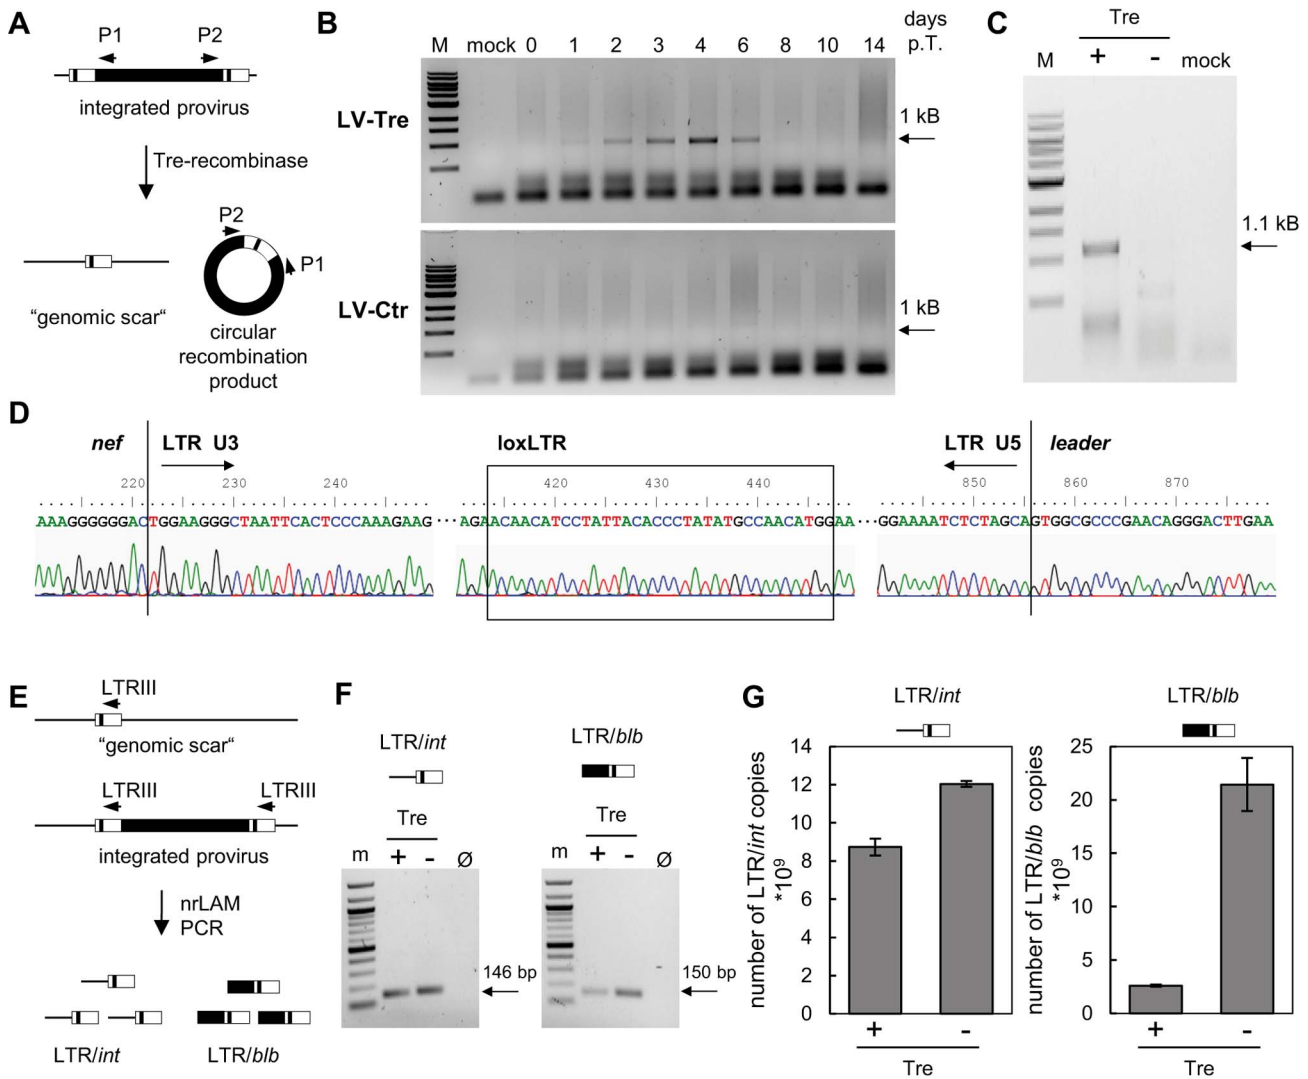 A
P1 P2
integrated provirus
Tre-recombinase
P2
P1
“genomic scar“
circular
recombination
product
B
days
p.T.
M mock 0 1 2 3 4 6 8 10 14
LV-Tre
1 kB
LV-Ctr
1 kB
C
Tre
M + - mock
1.1 kB
D
nef LTR U3 loxLTR LTR U5 leader
220 230 240 420 430 440 850 860 870
AAAGGGGGGACTGGAAGGGCTAATTCACTCCCAAAGAAG ··· AGAACAACATCCTATTACACCCTATATGCCAACATGGAA ··· GGAAAATCTCTAGCAGTGGCGCCCGAACAGGGACTTGAA
E
LTRIII
“genomic scar“
LTRIII LTRIII
integrated provirus
nrLAM
PCR
LTR/int LTR/blb
F
LTR/int LTR/blb
Tre Tre
m + - Ø m + - Ø
146 bp 150 bp
G
LTR/int
number of LTR/int copies
*10⁹
14
12
10
8
6
4
2
0
+ -
Tre
LTR/blb
number of LTR/blb copies
*10⁹
25
20
15
10
5
0
+ -
Tre